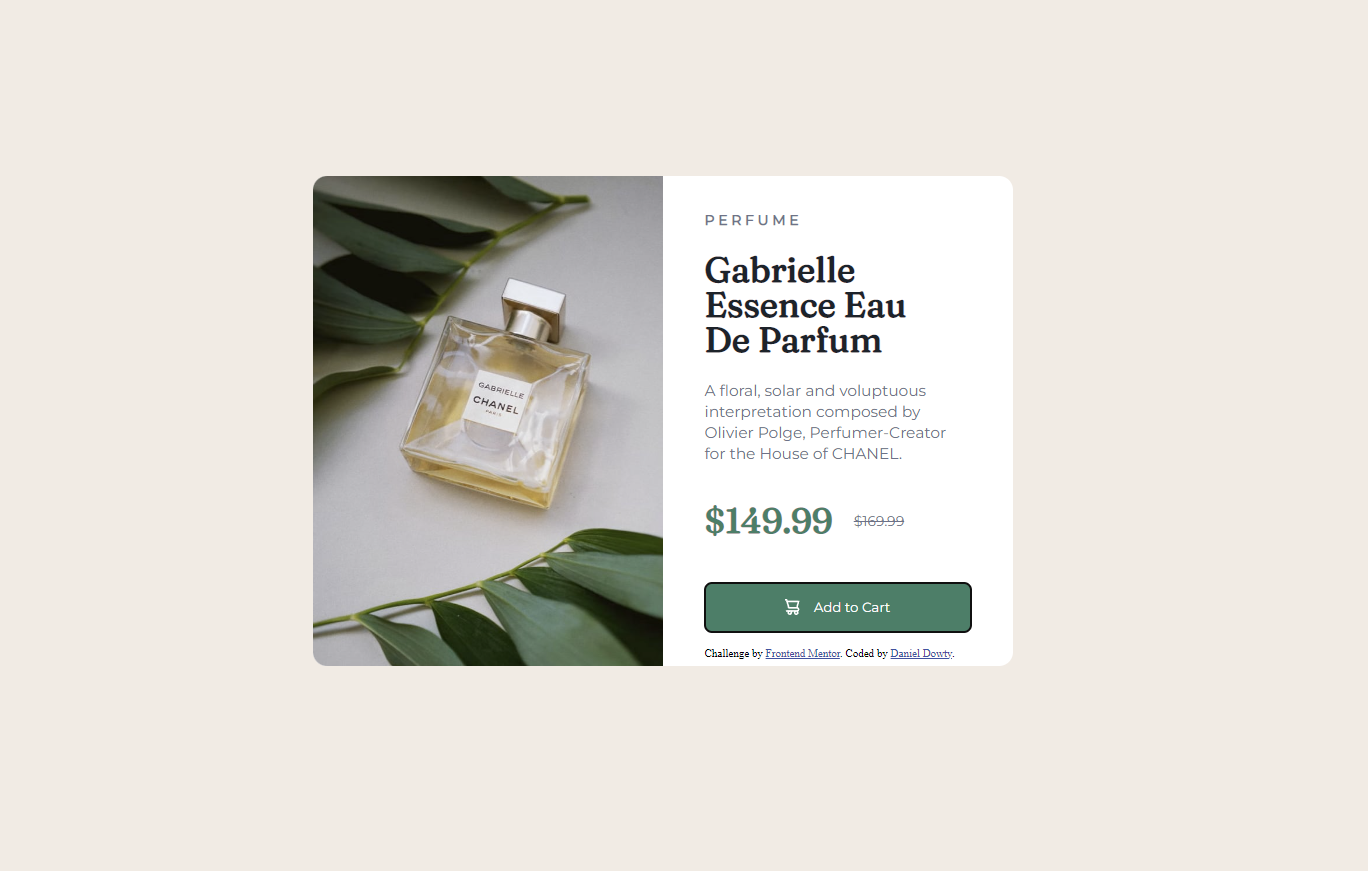 GABRIELLE
CHANEL
PARIS
PERFUME
Gabrielle
Essence Eau
De Parfum
A floral, solar and voluptuous
interpretation composed by
Olivier Polge, Perfumer-Creator
for the House of CHANEL.
$149.99 $169.99
Add to Cart
Challenge by Frontend Mentor. Coded by Daniel Dowty.